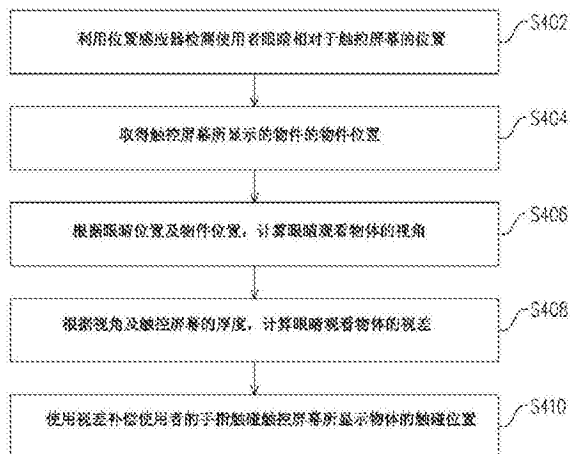 利用位置感应器检测使用者眼睛相对于触控屏幕的位置
S402
取得触控屏幕所显示的物件的物件位置
S404
根据眼睛位置及物件位置，计算眼睛观看物体的视角
S406
根据视角及触控屏幕的厚度，计算眼睛观看物体的视差
S408
使用视差补偿使用者的手指触碰触控屏幕所显示物体的触碰位置
S410